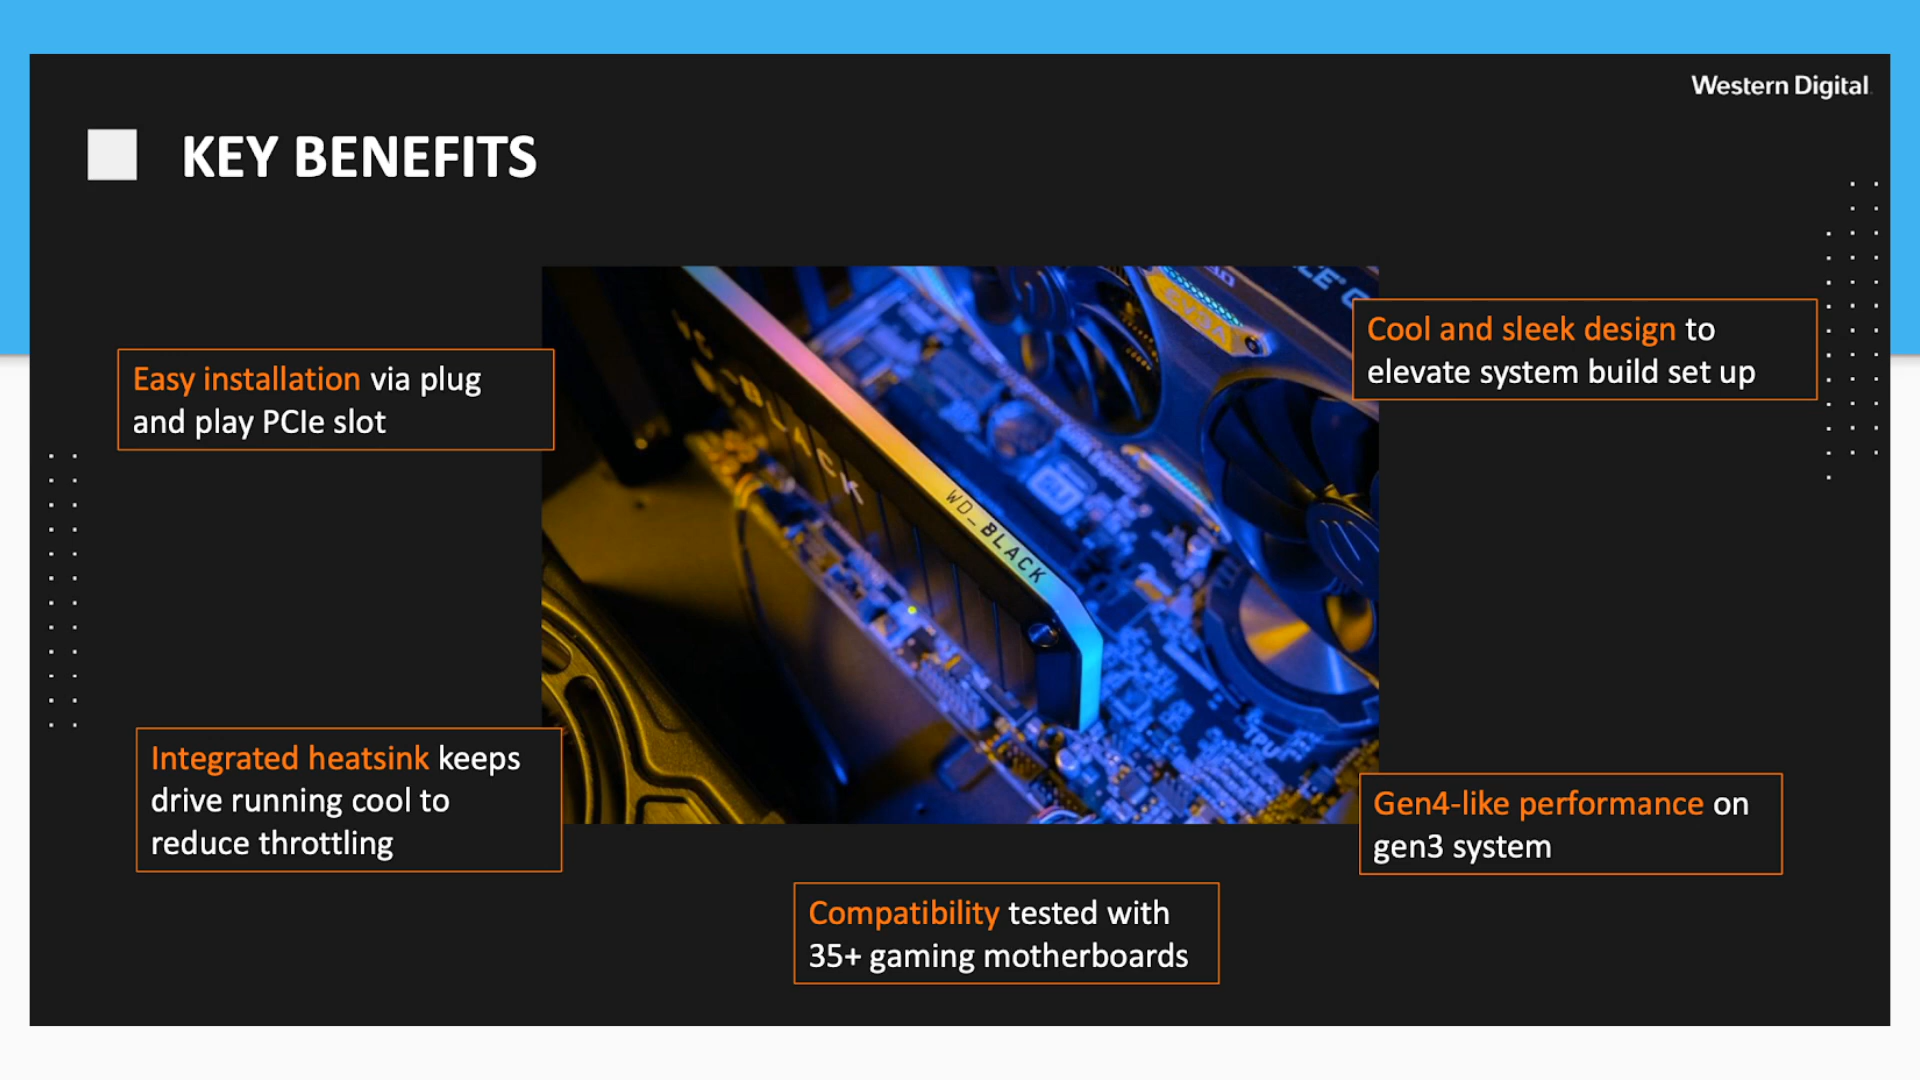 Western Digital
KEY BENEFITS
Easy installation via plug
and play PCIe slot
Cool and sleek design to
elevate system build set up
BLACK
WD_BLACK
Integrated heatsink keeps
drive running cool to
reduce throttling
Gen4-like performance on
gen3 system
Compatibility tested with
35+ gaming motherboards